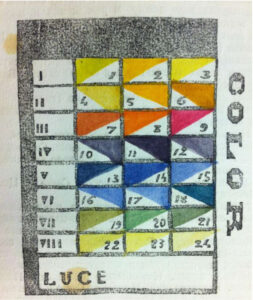 I 1 2 3
II 4 5 6
III 7 8 9
IV 10 11 12
V 13 14 15
VI 16 17 18
VII 19 20 21
VIII 22 23 24
LUCE
COLOR